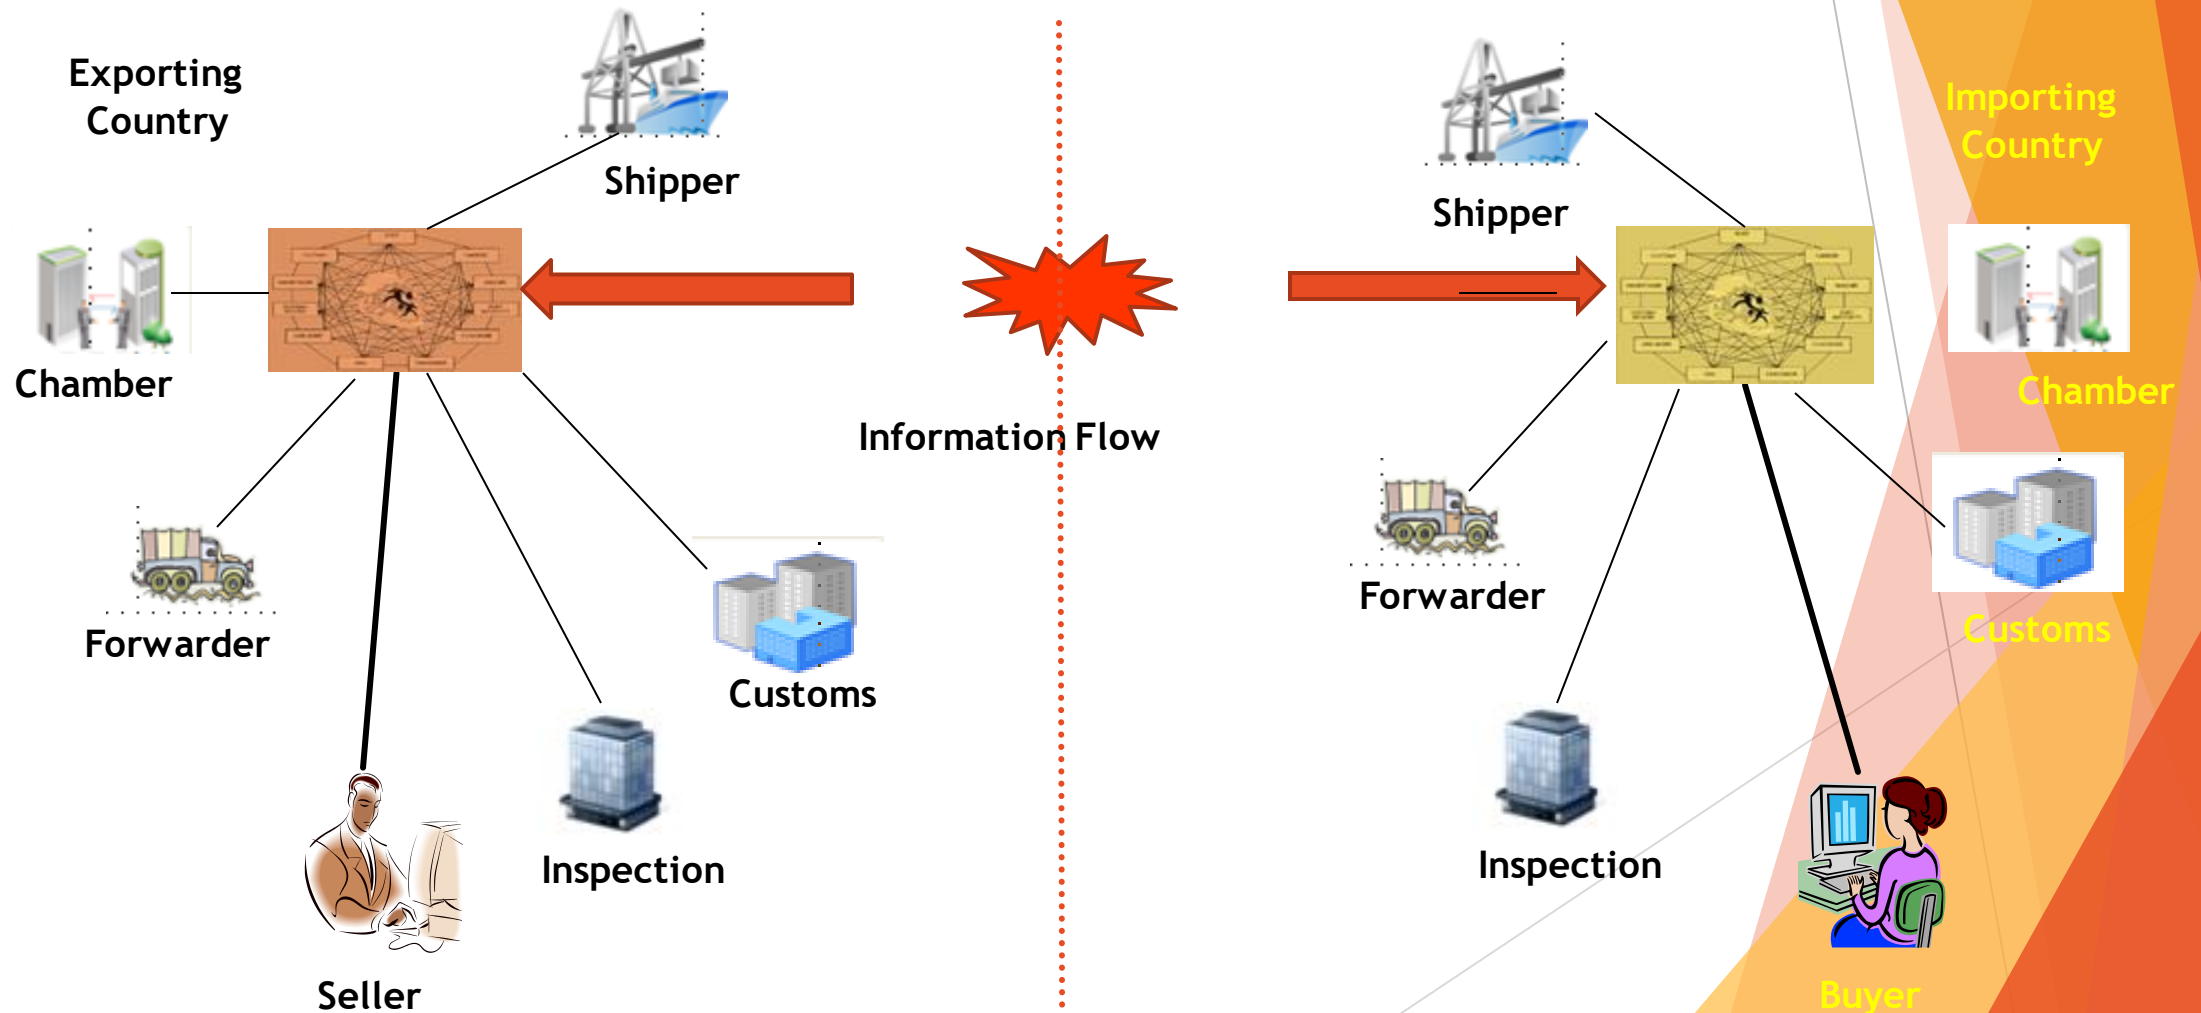 Exporting
Country
Shipper
Chamber
Forwarder
Customs
Inspection
Seller
Information Flow
Importing
Country
Shipper
Chamber
Forwarder
Customs
Inspection
Buyer